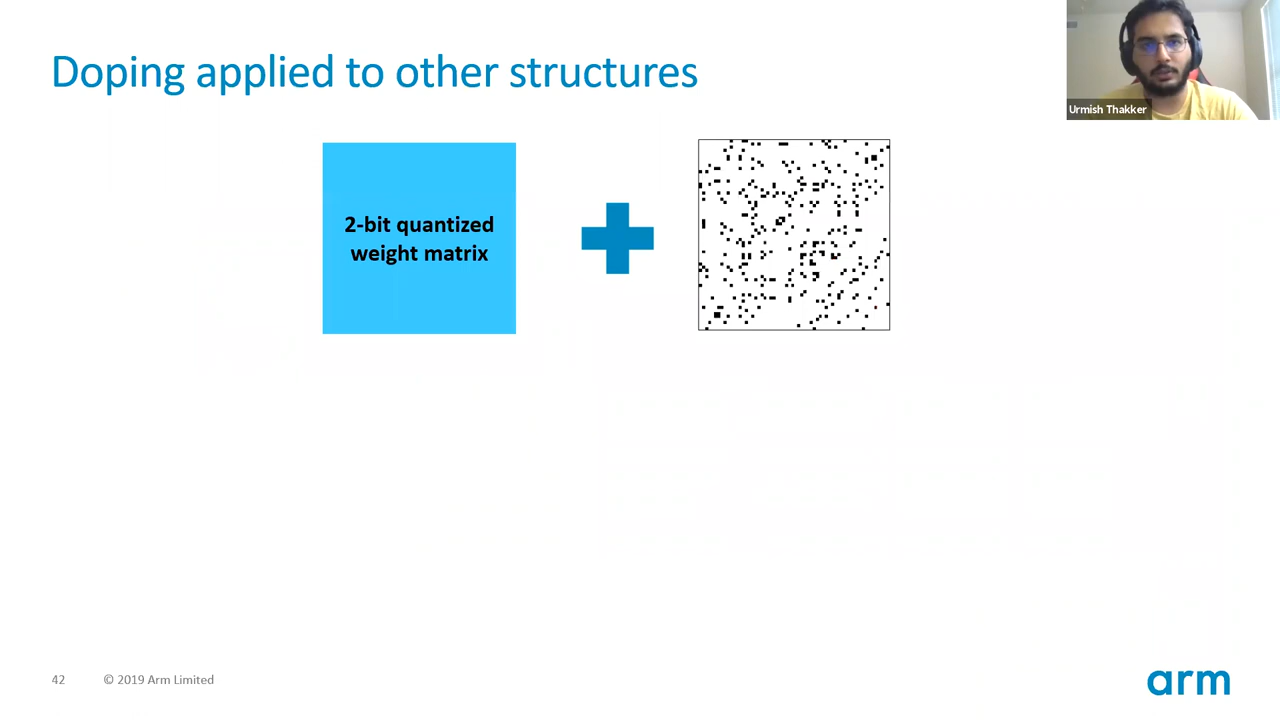 Doping applied to other structures
Urmish Thakker
2-bit quantized
weight matrix
42 © 2019 Arm Limited
arm